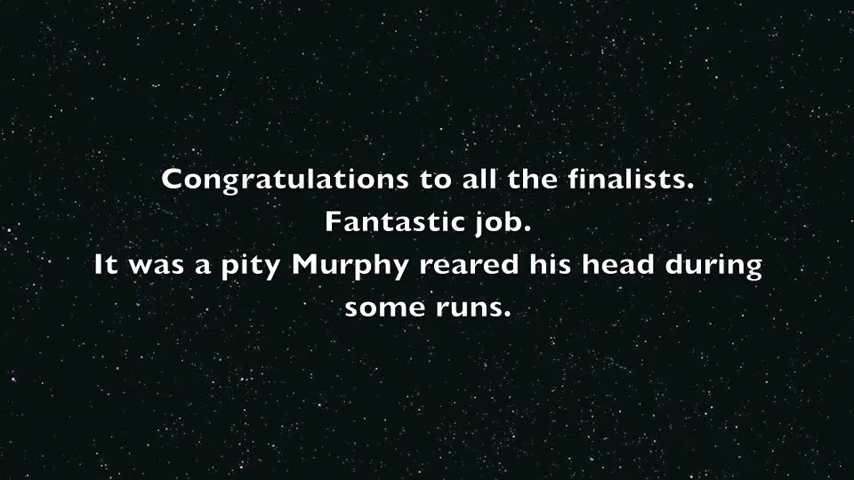 Congratulations to all the finalists.
Fantastic job.
It was a pity Murphy reared his head during
some runs.